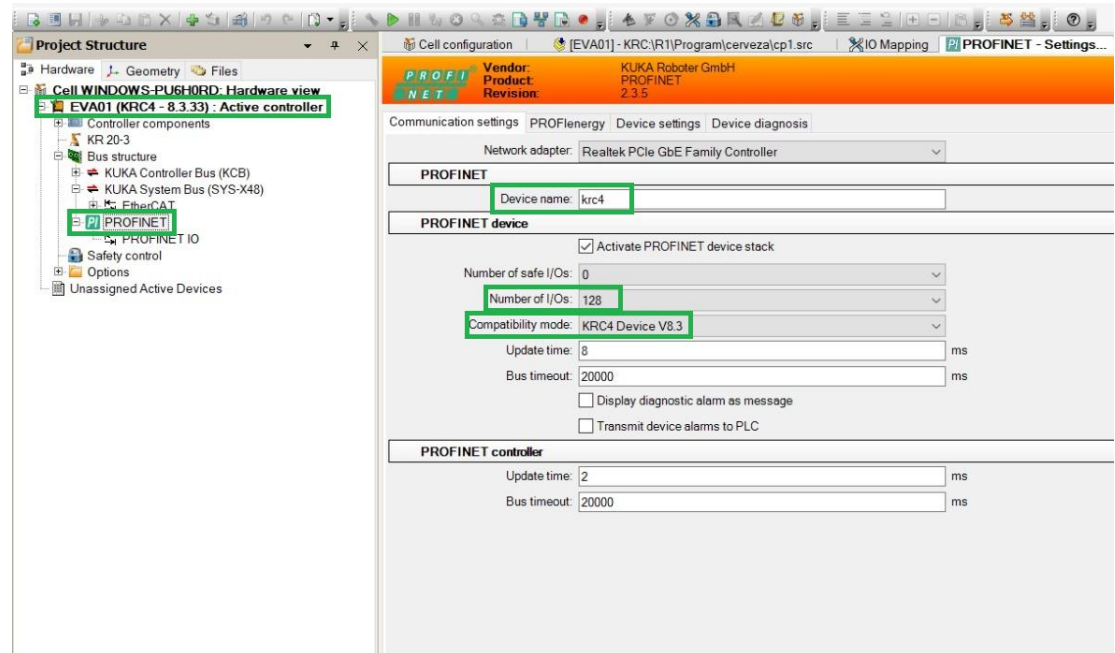 Project Structure
Hardware
Geometry
Files
Cell WINDOWS-PU6H0RD: Hardware view
EVA01 (KRC4 - 8.3.33) : Active controller
Controller components
KR 20-3
Bus structure
KUKA Controller Bus (KCB)
KUKA System Bus (SYS-X48)
EtherCAT
PROFINET
PROFINET IO
Safety control
Options
Unassigned Active Devices
Cell configuration
[EVA01] - KRC:\R1\Program\cerveza\cp1.src
IO Mapping
PROFINET - Settings...
PROFI
NET
Vendor: KUKA Roboter GmbH
Product: PROFINET
Revision: 2.3.5
Communication settings
PROFIenergy
Device settings
Device diagnosis
Network adapter: Realtek PCIe GbE Family Controller
PROFINET
Device name: krc4
PROFINET device
Activate PROFINET device stack
Number of safe I/Os: 0
Number of I/Os: 128
Compatibility mode: KRC4 Device V8.3
Update time: 8 ms
Bus timeout: 20000 ms
Display diagnostic alarm as message
Transmit device alarms to PLC
PROFINET controller
Update time: 2 ms
Bus timeout: 20000 ms